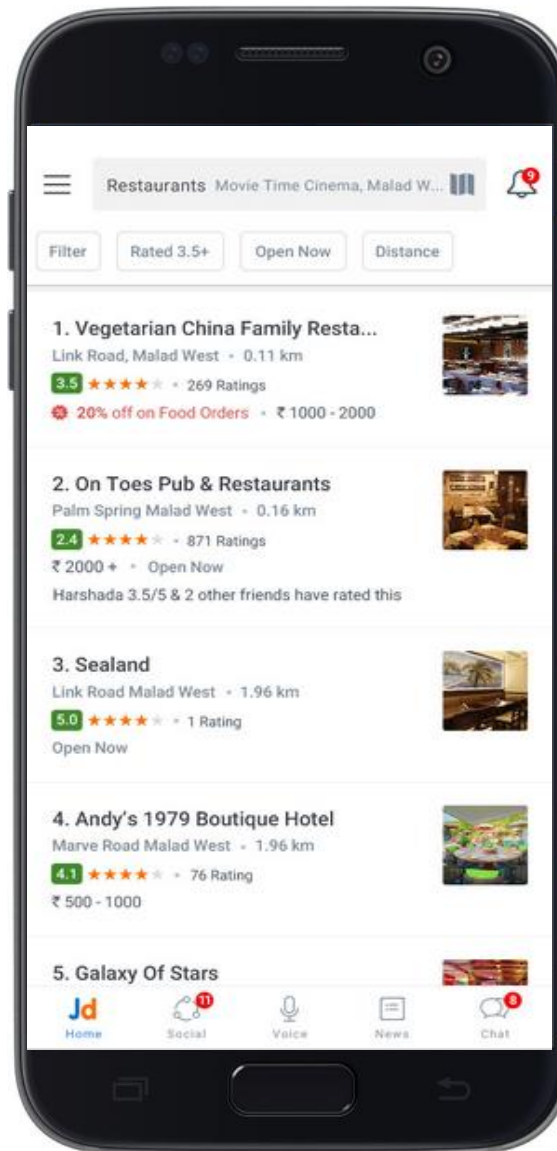 Restaurants Movie Time Cinema, Malad W...
9
Filter Rated 3.5+ Open Now Distance
1. Vegetarian China Family Resta...
Link Road, Malad West • 0.11 km
3.5 ★★★★★ • 269 Ratings
20% off on Food Orders • ₹ 1000 - 2000
2. On Toes Pub & Restaurants
Palm Spring Malad West • 0.16 km
2.4 ★★★★★ • 871 Ratings
₹ 2000 + • Open Now
Harshada 3.5/5 & 2 other friends have rated this
3. Sealand
Link Road Malad West • 1.96 km
5.0 ★★★★★ • 1 Rating
Open Now
4. Andy's 1979 Boutique Hotel
Marve Road Malad West • 1.96 km
4.1 ★★★★★ • 76 Rating
₹ 500 - 1000
5. Galaxy Of Stars
Jd 11 8
Home Social Voice News Chat